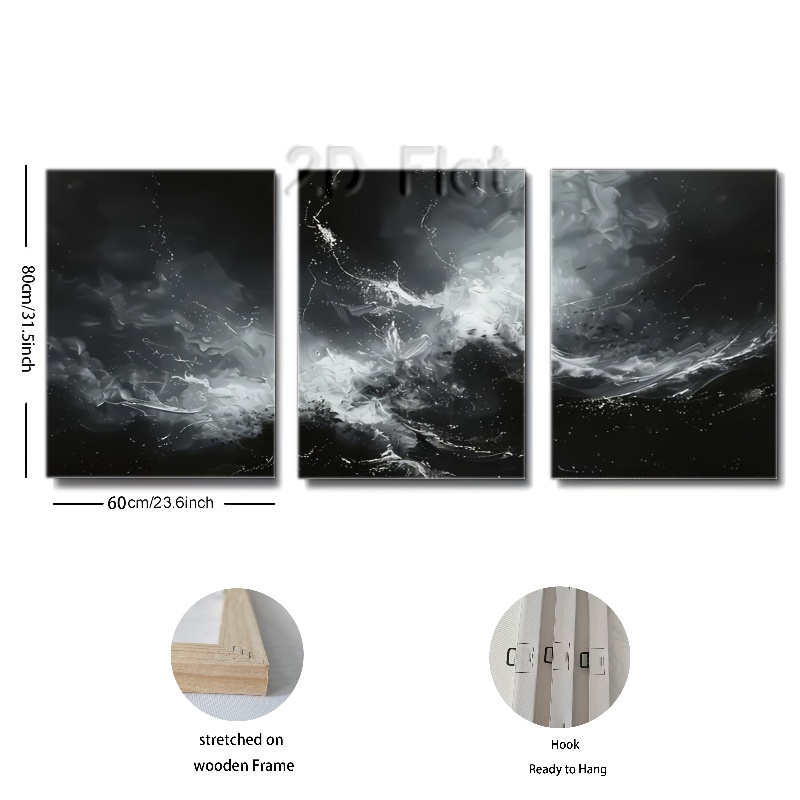 2D Flat
80cm/31.5inch
60cm/23.6inch
stretched on
wooden Frame
Hook
Ready to Hang